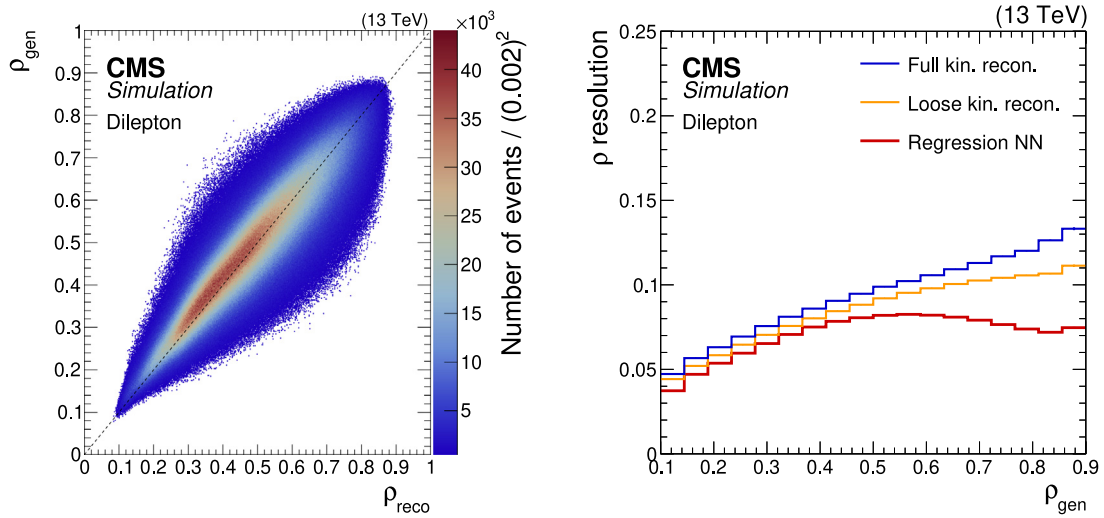 (13 TeV)
×10³
ρgen
CMS
Simulation
Dilepton
1
0.9
0.8
0.7
0.6
0.5
0.4
0.3
0.2
0.1
0
0 0.1 0.2 0.3 0.4 0.5 0.6 0.7 0.8 0.9 1
ρreco
40
35
30
25
20
15
10
5
Number of events / (0.002)²
(13 TeV)
ρ resolution
CMS
Simulation
Dilepton
Full kin. recon.
Loose kin. recon.
Regression NN
0.25
0.2
0.15
0.1
0.05
0
0.1 0.2 0.3 0.4 0.5 0.6 0.7 0.8 0.9
ρgen